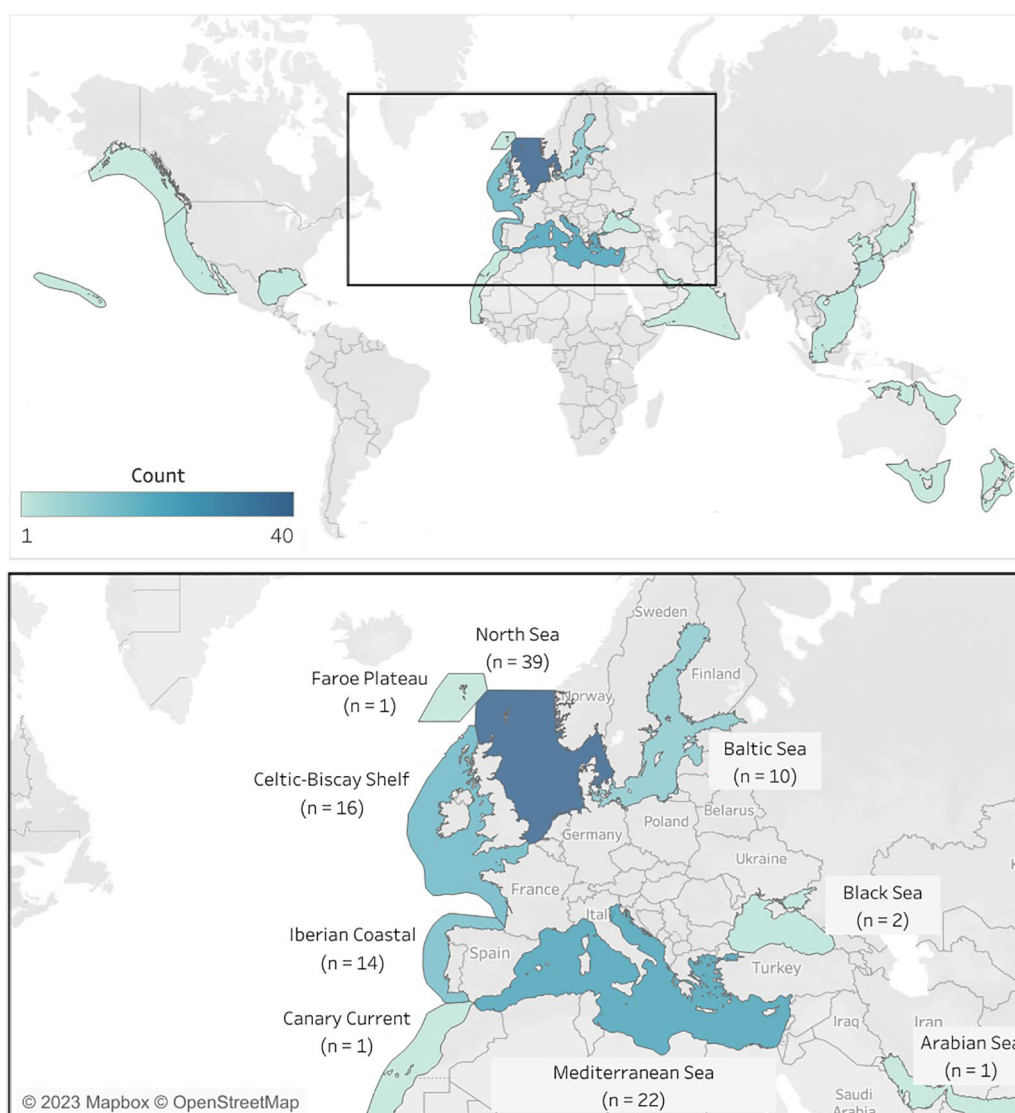 Count
1
40
Sweden
North Sea
(n = 39)
Finland
Faroe Plateau
(n = 1)
Norway
Baltic Sea
(n = 10)
Celtic-Biscay Shelf
(n = 16)
Belarus
Poland
Germany
Ukraine
France
Black Sea
(n = 2)
Ital
Iberian Coastal
(n = 14)
Spain
Turkey
Canary Current
(n = 1)
Iraq
Iran
Arabian Sea
(n = 1)
Mediterranean Sea
(n = 22)
Saudi
Arabia
© 2023 Mapbox © OpenStreetMap